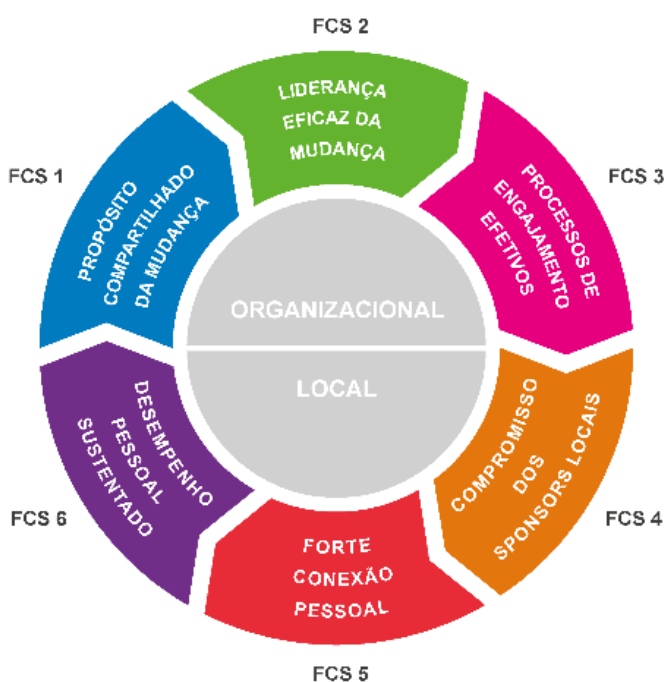 FCS 1
PROPÓSITO
COMPARTILHADO
DA MUDANÇA
FCS 2
LIDERANÇA
EFICAZ DA
MUDANÇA
FCS 3
PROCESSOS DE
ENGAJAMENTO
EFETIVOS
FCS 4
COMPROMISSO
DOS
SPONSORS LOCAIS
FCS 5
FORTE
CONEXÃO
PESSOAL
FCS 6
DESEMPENHO
PESSOAL
SUSTENTADO
ORGANIZACIONAL
LOCAL